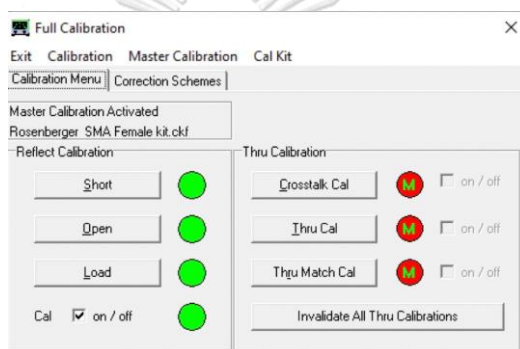 Full Calibration
Exit Calibration Master Calibration Cal Kit
Calibration Menu Correction Schemes
Master Calibration Activated
Rosenberger SMA Female kit.ckf
Reflect Calibration
Short
Open
Load
Cal on / off
Thru Calibration
Crosstalk Cal M on / off
Thru Cal M
Thru Match Cal M on / off
Invalidate All Thru Calibrations